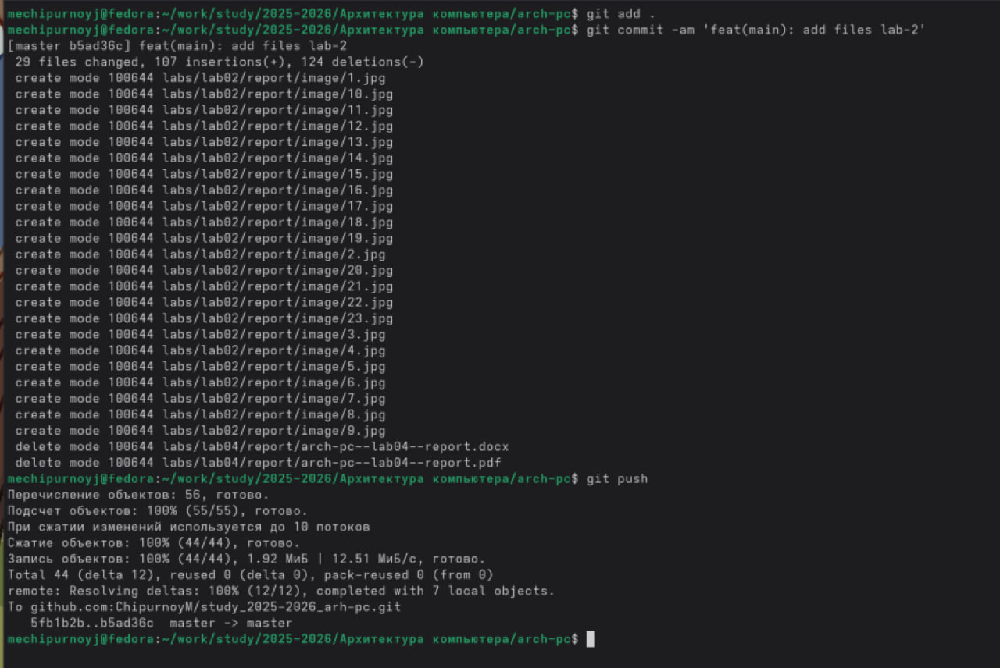 mechipurnoyj@fedora:~/work/study/2025-2026/Архитектура компьютера/arch-pc$ git add .
mechipurnoyj@fedora:~/work/study/2025-2026/Архитектура компьютера/arch-pc$ git commit -am 'feat(main): add files lab-2'
[master b5ad36c] feat(main): add files lab-2
 29 files changed, 107 insertions(+), 124 deletions(-)
 create mode 100644 labs/lab02/report/image/1.jpg
 create mode 100644 labs/lab02/report/image/10.jpg
 create mode 100644 labs/lab02/report/image/11.jpg
 create mode 100644 labs/lab02/report/image/12.jpg
 create mode 100644 labs/lab02/report/image/13.jpg
 create mode 100644 labs/lab02/report/image/14.jpg
 create mode 100644 labs/lab02/report/image/15.jpg
 create mode 100644 labs/lab02/report/image/16.jpg
 create mode 100644 labs/lab02/report/image/17.jpg
 create mode 100644 labs/lab02/report/image/18.jpg
 create mode 100644 labs/lab02/report/image/19.jpg
 create mode 100644 labs/lab02/report/image/2.jpg
 create mode 100644 labs/lab02/report/image/20.jpg
 create mode 100644 labs/lab02/report/image/21.jpg
 create mode 100644 labs/lab02/report/image/22.jpg
 create mode 100644 labs/lab02/report/image/23.jpg
 create mode 100644 labs/lab02/report/image/3.jpg
 create mode 100644 labs/lab02/report/image/4.jpg
 create mode 100644 labs/lab02/report/image/5.jpg
 create mode 100644 labs/lab02/report/image/6.jpg
 create mode 100644 labs/lab02/report/image/7.jpg
 create mode 100644 labs/lab02/report/image/8.jpg
 create mode 100644 labs/lab02/report/image/9.jpg
 delete mode 100644 labs/lab04/report/arch-pc--lab04--report.docx
 delete mode 100644 labs/lab04/report/arch-pc--lab04--report.pdf
mechipurnoyj@fedora:~/work/study/2025-2026/Архитектура компьютера/arch-pc$ git push
Перечисление объектов: 56, готово.
Подсчет объектов: 100% (55/55), готово.
При сжатии изменений используется до 10 потоков
Сжатие объектов: 100% (44/44), готово.
Запись объектов: 100% (44/44), 1.92 МиБ | 12.51 МиБ/с, готово.
Total 44 (delta 12), reused 0 (delta 0), pack-reused 0 (from 0)
remote: Resolving deltas: 100% (12/12), completed with 7 local objects.
To github.com:ChipurnoyM/study_2025-2026_arh-pc.git
   5fb1b2b..b5ad36c  master -> master
mechipurnoyj@fedora:~/work/study/2025-2026/Архитектура компьютера/arch-pc$